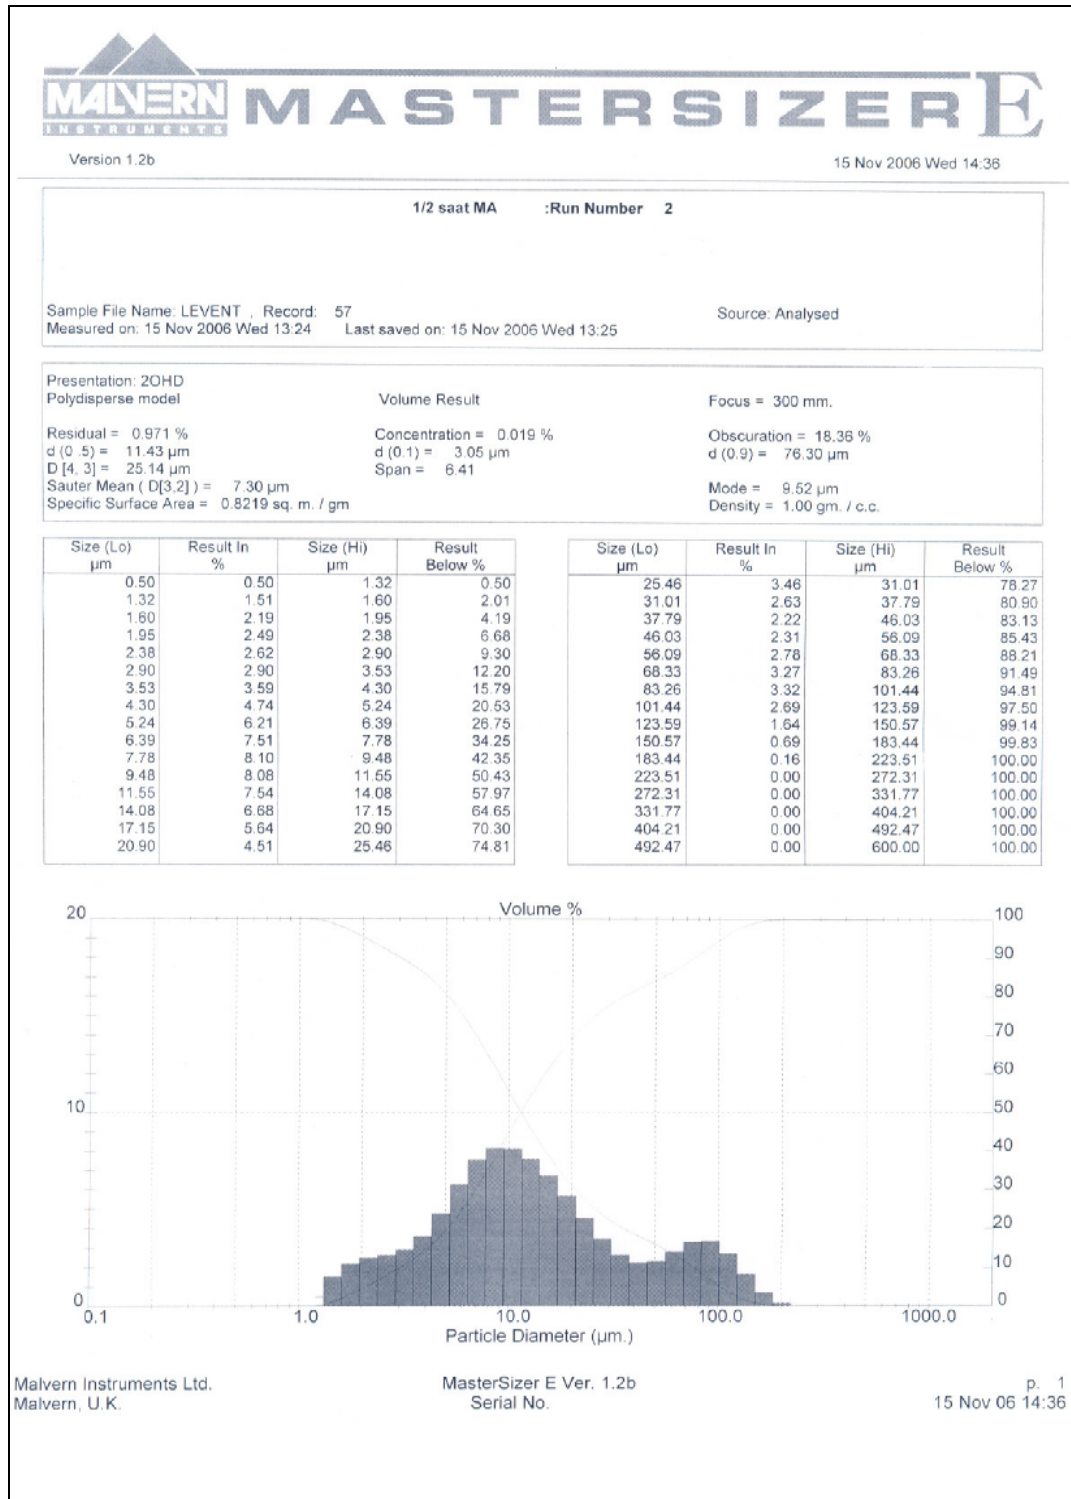 MALVERN
INSTRUMENTS
MASTERSIZER E
Version 1.2b 15 Nov 2006 Wed 14:36
1/2 saat MA :Run Number 2
Sample File Name: LEVENT , Record: 57 Source: Analysed
Measured on: 15 Nov 2006 Wed 13:24 Last saved on: 15 Nov 2006 Wed 13:25
Presentation: 2OHD
Polydisperse model Volume Result Focus = 300 mm.
Residual = 0.971 % Concentration = 0.019 % Obscuration = 18.36 %
d (0 .5) = 11.43 µm d (0.1) = 3.05 µm d (0.9) = 76.30 µm
D [4, 3] = 25.14 µm Span = 6.41
Sauter Mean ( D[3,2] ) = 7.30 µm Mode = 9.52 µm
Specific Surface Area = 0.8219 sq. m. / gm Density = 1.00 gm. / c.c.
Size (Lo) Result In Size (Hi) Result Size (Lo) Result In Size (Hi) Result
µm % µm Below % µm % µm Below %
0.50 0.50 1.32 0.50 25.46 3.46 31.01 78.27
1.32 1.51 1.60 2.01 31.01 2.63 37.79 80.90
1.60 2.19 1.95 4.19 37.79 2.22 46.03 83.13
1.95 2.49 2.38 6.68 46.03 2.31 56.09 85.43
2.38 2.62 2.90 9.30 56.09 2.78 68.33 88.21
2.90 2.90 3.53 12.20 68.33 3.27 83.26 91.49
3.53 3.59 4.30 15.79 83.26 3.32 101.44 94.81
4.30 4.74 5.24 20.53 101.44 2.69 123.59 97.50
5.24 6.21 6.39 26.75 123.59 1.64 150.57 99.14
6.39 7.51 7.78 34.25 150.57 0.69 183.44 99.83
7.78 8.10 9.48 42.35 183.44 0.16 223.51 100.00
9.48 8.08 11.55 50.43 223.51 0.00 272.31 100.00
11.55 7.54 14.08 57.97 272.31 0.00 331.77 100.00
14.08 6.68 17.15 64.65 331.77 0.00 404.21 100.00
17.15 5.64 20.90 70.30 404.21 0.00 492.47 100.00
20.90 4.51 25.46 74.81 492.47 0.00 600.00 100.00
Volume %
20 100
90
80
70
60
10 50
40
30
20
10
0 0
0.1 1.0 10.0 100.0 1000.0
Particle Diameter (µm.)
Malvern Instruments Ltd. MasterSizer E Ver. 1.2b p. 1
Malvern, U.K. Serial No. 15 Nov 06 14:36